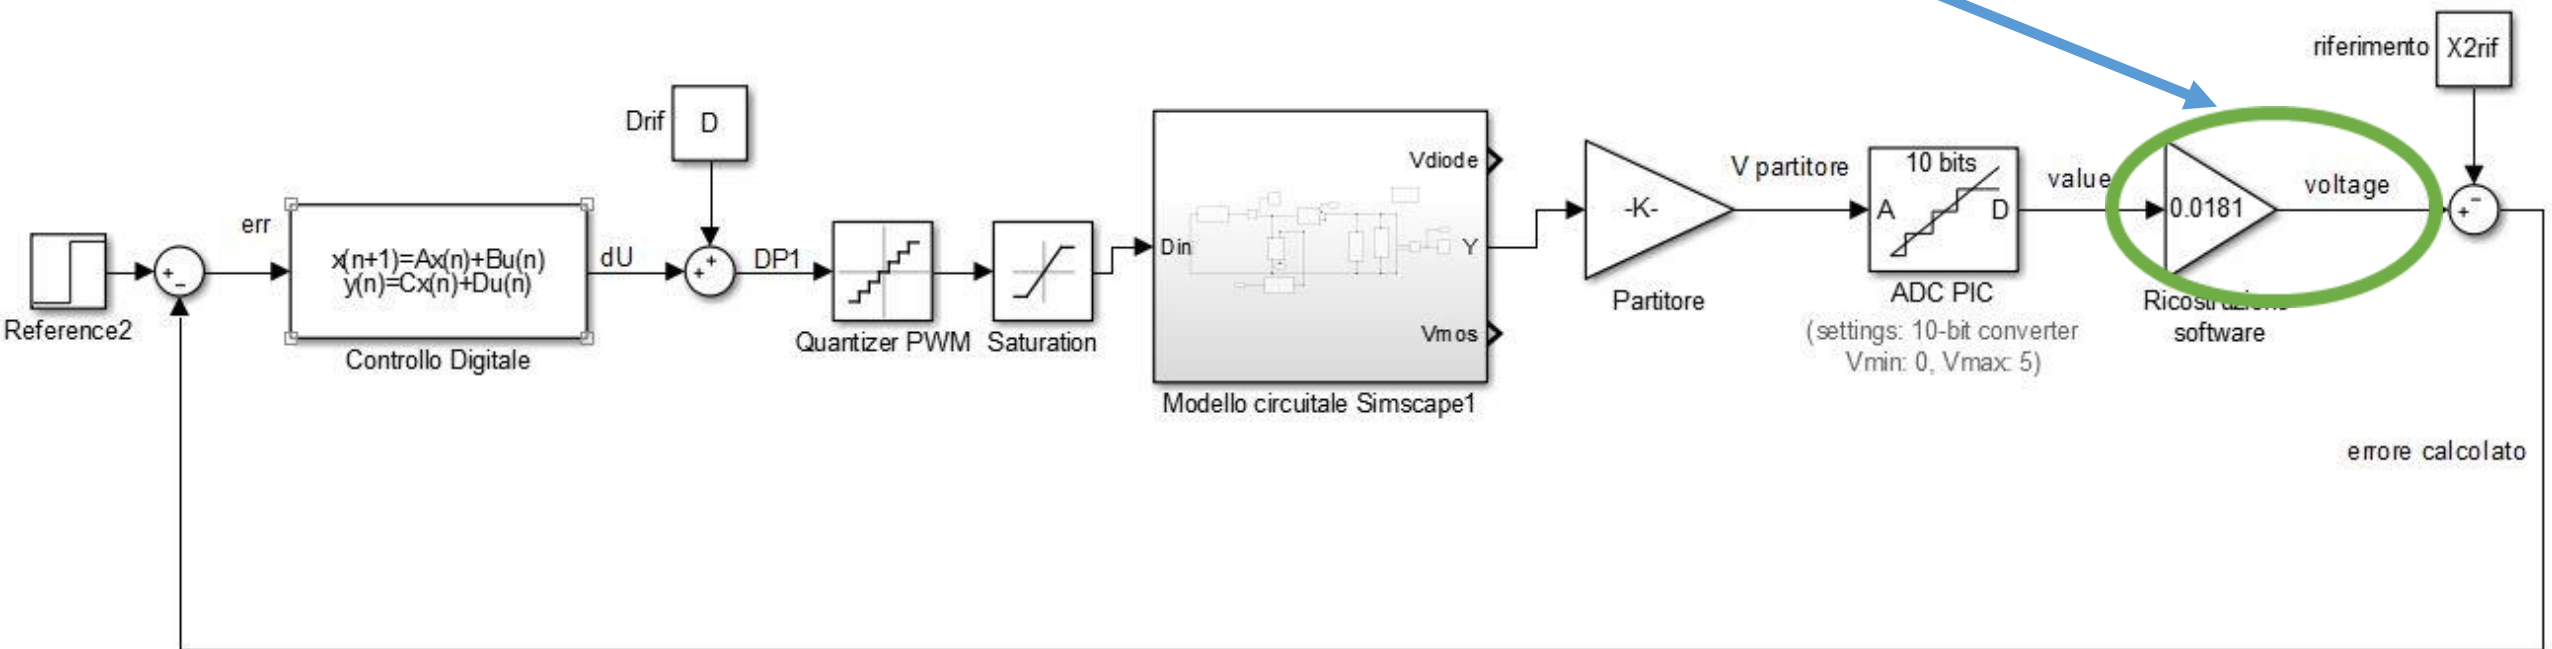 Reference2
+
−
err
x(n+1)=Ax(n)+Bu(n)
y(n)=Cx(n)+Du(n)
Controllo Digitale
dU
Drif
D
+
+
DP1
Quantizer PWM
Saturation
Din
Vdiode
Y
Vmos
Modello circuitale Simscape1
-K-
Partitore
V partitore
10 bits
A
D
ADC PIC
(settings: 10-bit converter
Vmin: 0, Vmax: 5)
value
0.0181
Ricostruzione
software
voltage
riferimento
X2rif
+
−
errore calcolato